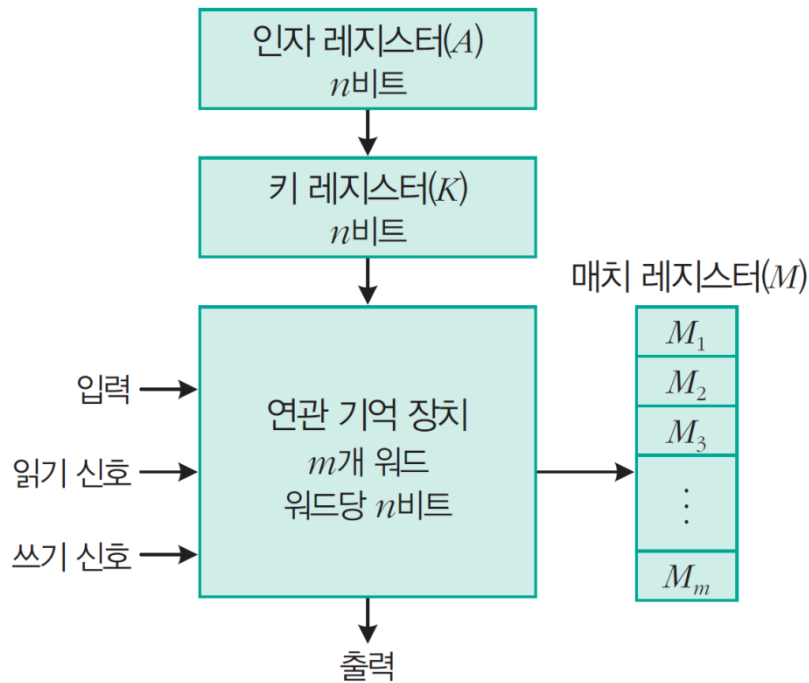 인자 레지스터(A)
n비트
키 레지스터(K)
n비트
매치 레지스터(M)
M₁
M₂
M₃
⋮
Mₘ
입력
읽기 신호
쓰기 신호
연관 기억 장치
m개 워드
워드당 n비트
출력